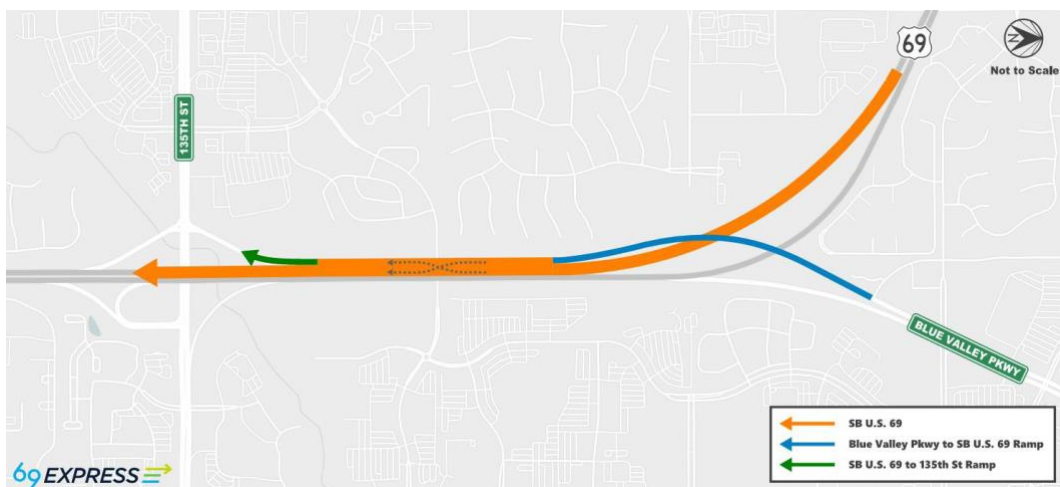 69
N
Not to Scale
135TH ST
BLUE VALLEY PKWY
SB U.S. 69
Blue Valley Pkwy to SB U.S. 69 Ramp
SB U.S. 69 to 135th St Ramp
69 EXPRESS